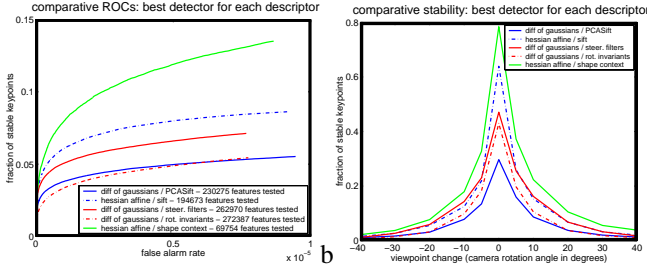 comparative ROCs: best detector for each descriptor
0.15
0.1
0.05
0
0
0.5
1
x 10⁻⁵
fraction of stable keypoints
false alarm rate
diff of gaussians / PCASift – 230275 features tested
hessian affine / sift – 194673 features tested
diff of gaussians / steer. filters – 262970 features tested
diff of gaussians / rot. invariants – 272387 features tested
hessian affine / shape context – 69754 features tested
b
comparative stability: best detector for each descriptor
0.8
0.6
0.4
0.2
0
-40
-30
-20
-10
0
10
20
30
40
fraction of stable keypoints
viewpoint change (camera rotation angle in degrees)
diff of gaussians / PCASift
hessian affine / sift
diff of gaussians / steer. filters
diff of gaussians / rot. invariants
hessian affine / shape context